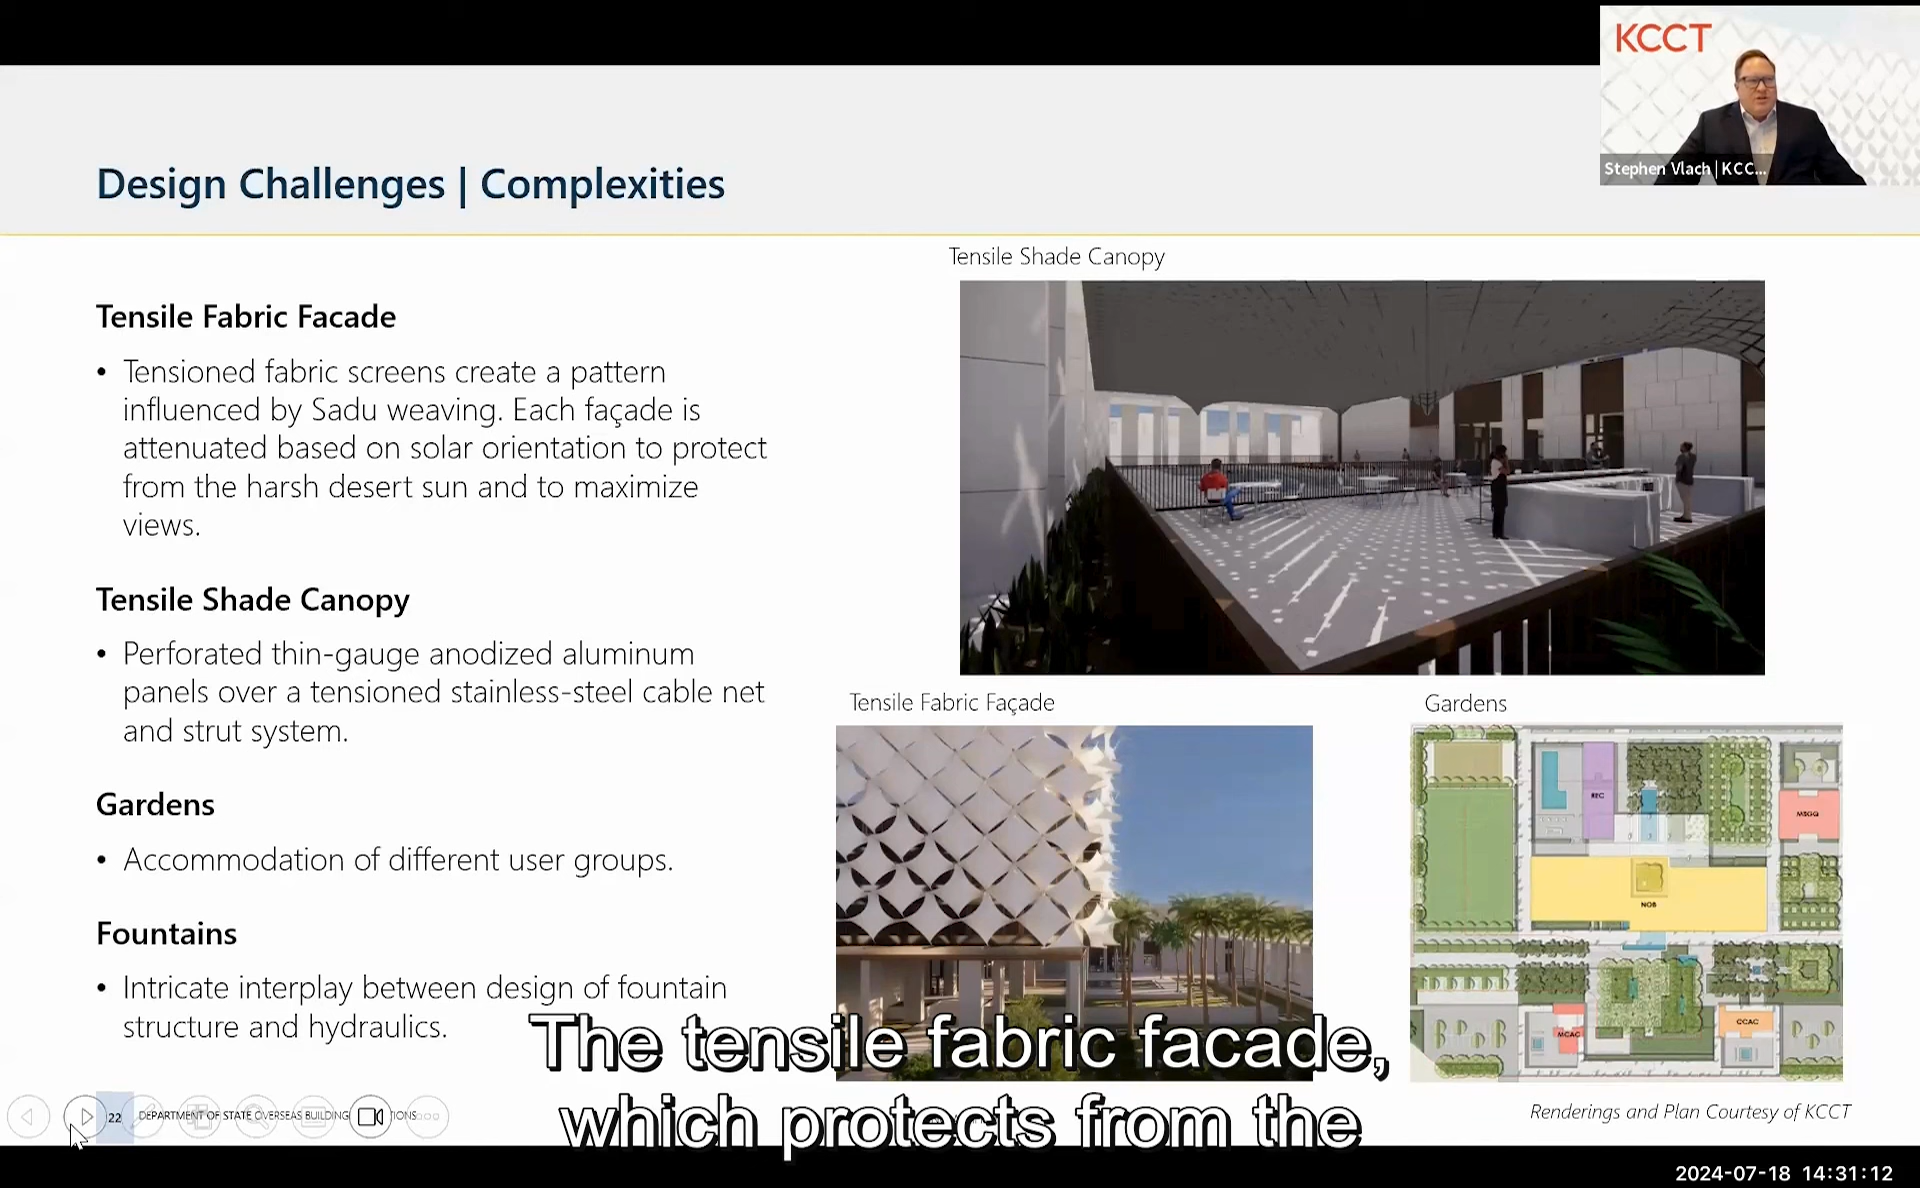 KCCT
Stephen Vlach | KCC...
Design Challenges | Complexities
Tensile Fabric Facade
• Tensioned fabric screens create a pattern
influenced by Sadu weaving. Each façade is
attenuated based on solar orientation to protect
from the harsh desert sun and to maximize
views.
Tensile Shade Canopy
• Perforated thin-gauge anodized aluminum
panels over a tensioned stainless-steel cable net
and strut system.
Gardens
• Accommodation of different user groups.
Fountains
• Intricate interplay between design of fountain
structure and hydraulics.
Tensile Shade Canopy
Tensile Fabric Façade
Gardens
REC
MSGQ
NOB
MCAC
CCAC
The tensile fabric facade,
which protects from the
22 DEPARTMENT OF STATE OVERSEAS BUILDING TIONS
Renderings and Plan Courtesy of KCCT
2024-07-18 14:31:12